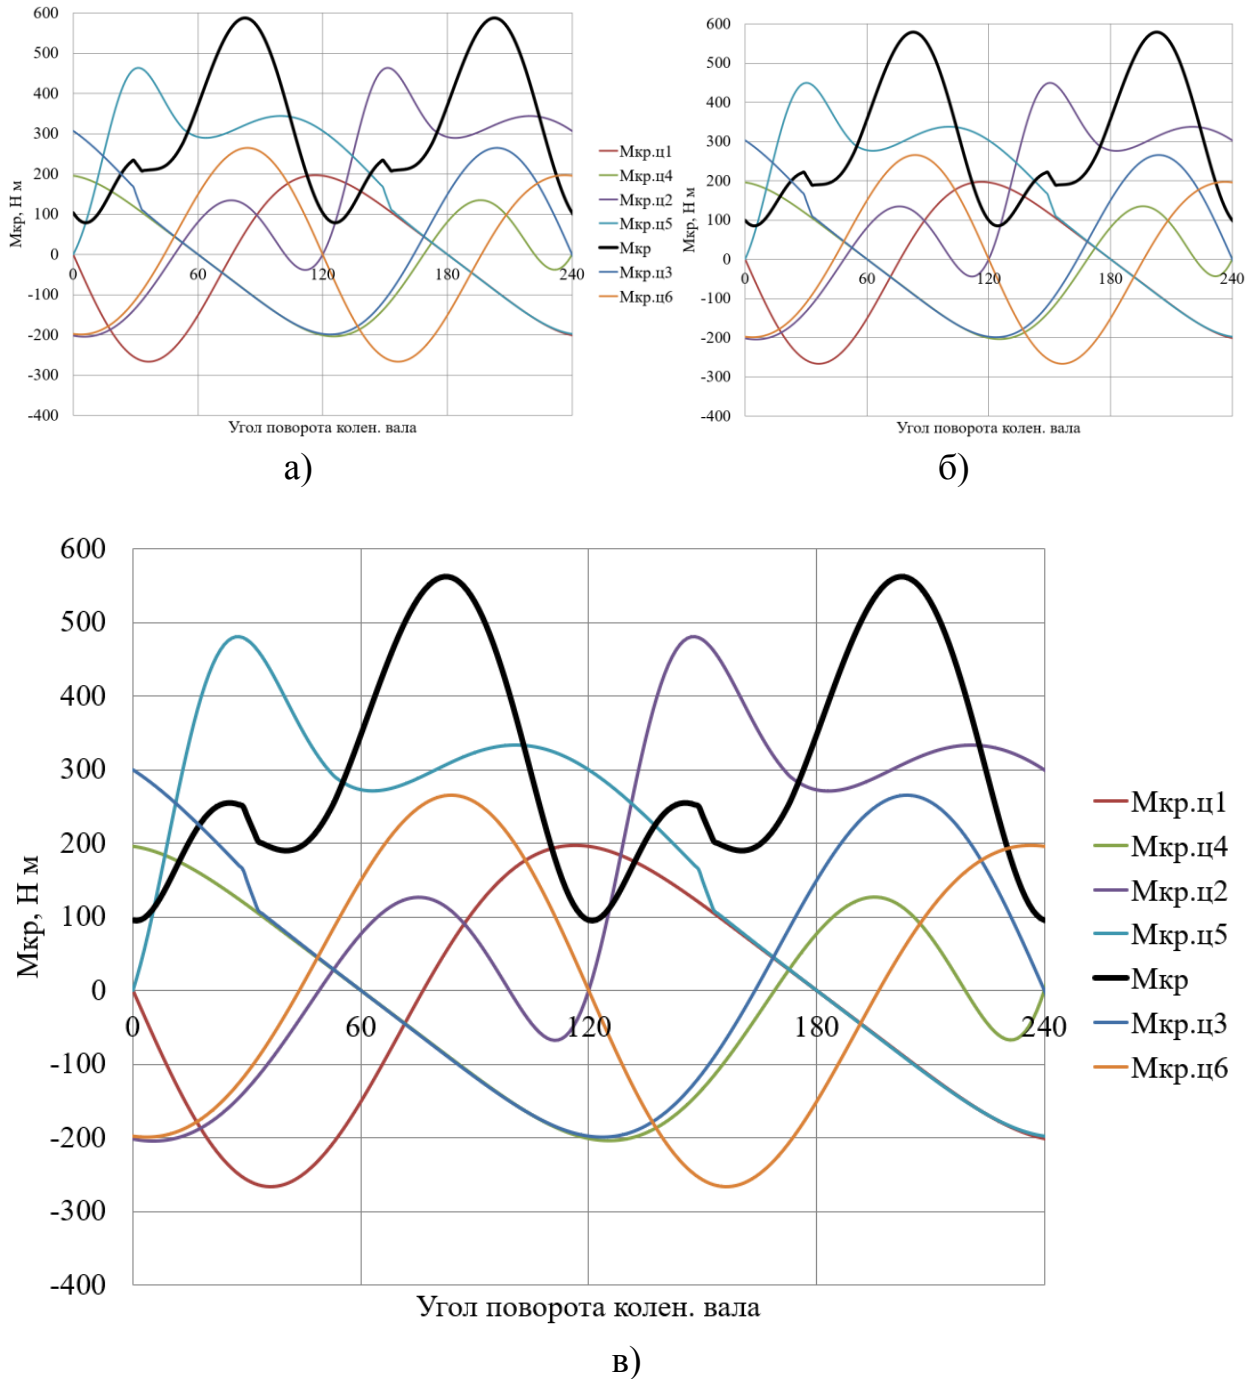 600
500
400
300
200
100
0
-100
-200
-300
-400
0 60 120 180 240
Мкр, Н м
Угол поворота колен. вала
Мкр.ц1
Мкр.ц4
Мкр.ц2
Мкр.ц5
Мкр
Мкр.ц3
Мкр.ц6
а)
600
500
400
300
200
100
0
-100
-200
-300
-400
0 60 120 180 240
Мкр, Н м
Угол поворота колен. вала
б)
600
500
400
300
200
100
0
-100
-200
-300
-400
0 60 120 180 240
Мкр, Н м
Угол поворота колен. вала
Мкр.ц1
Мкр.ц4
Мкр.ц2
Мкр.ц5
Мкр
Мкр.ц3
Мкр.ц6
в)